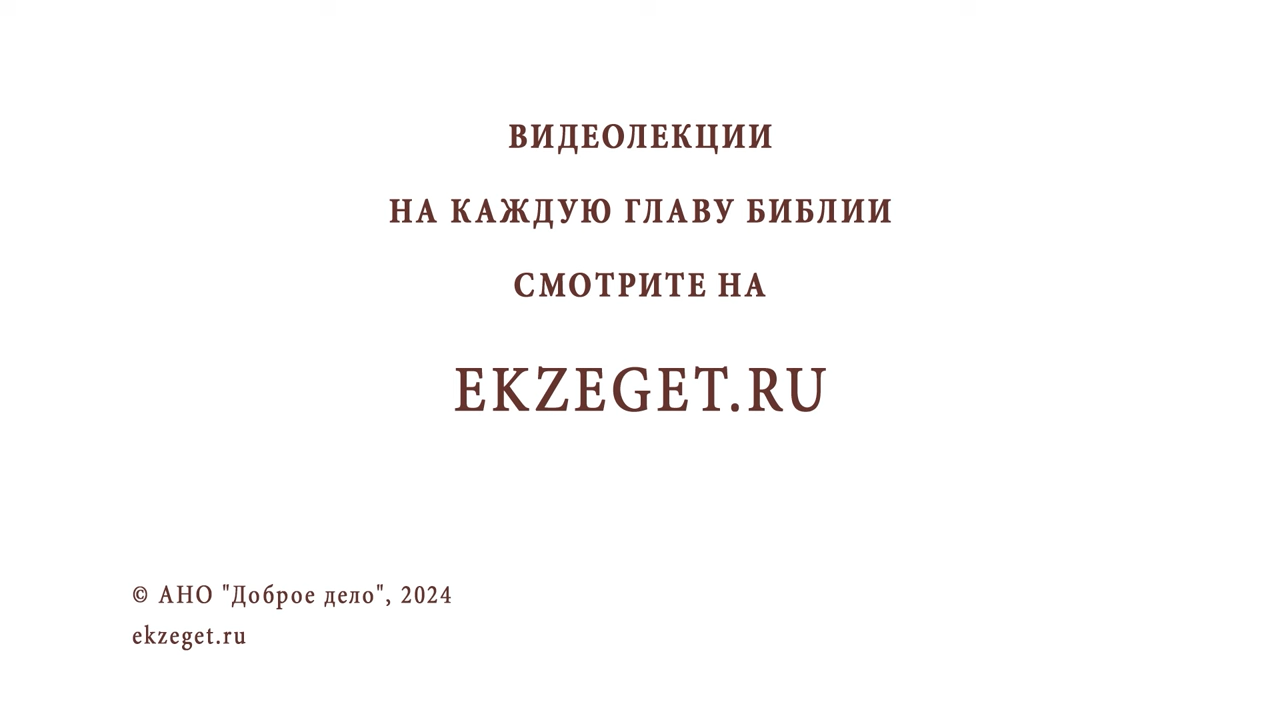 ВИДЕОЛЕКЦИИ
НА КАЖДУЮ ГЛАВУ БИБЛИИ
СМОТРИТЕ НА
EKZEGET.RU
© АНО "Доброе дело", 2024
ekzeget.ru